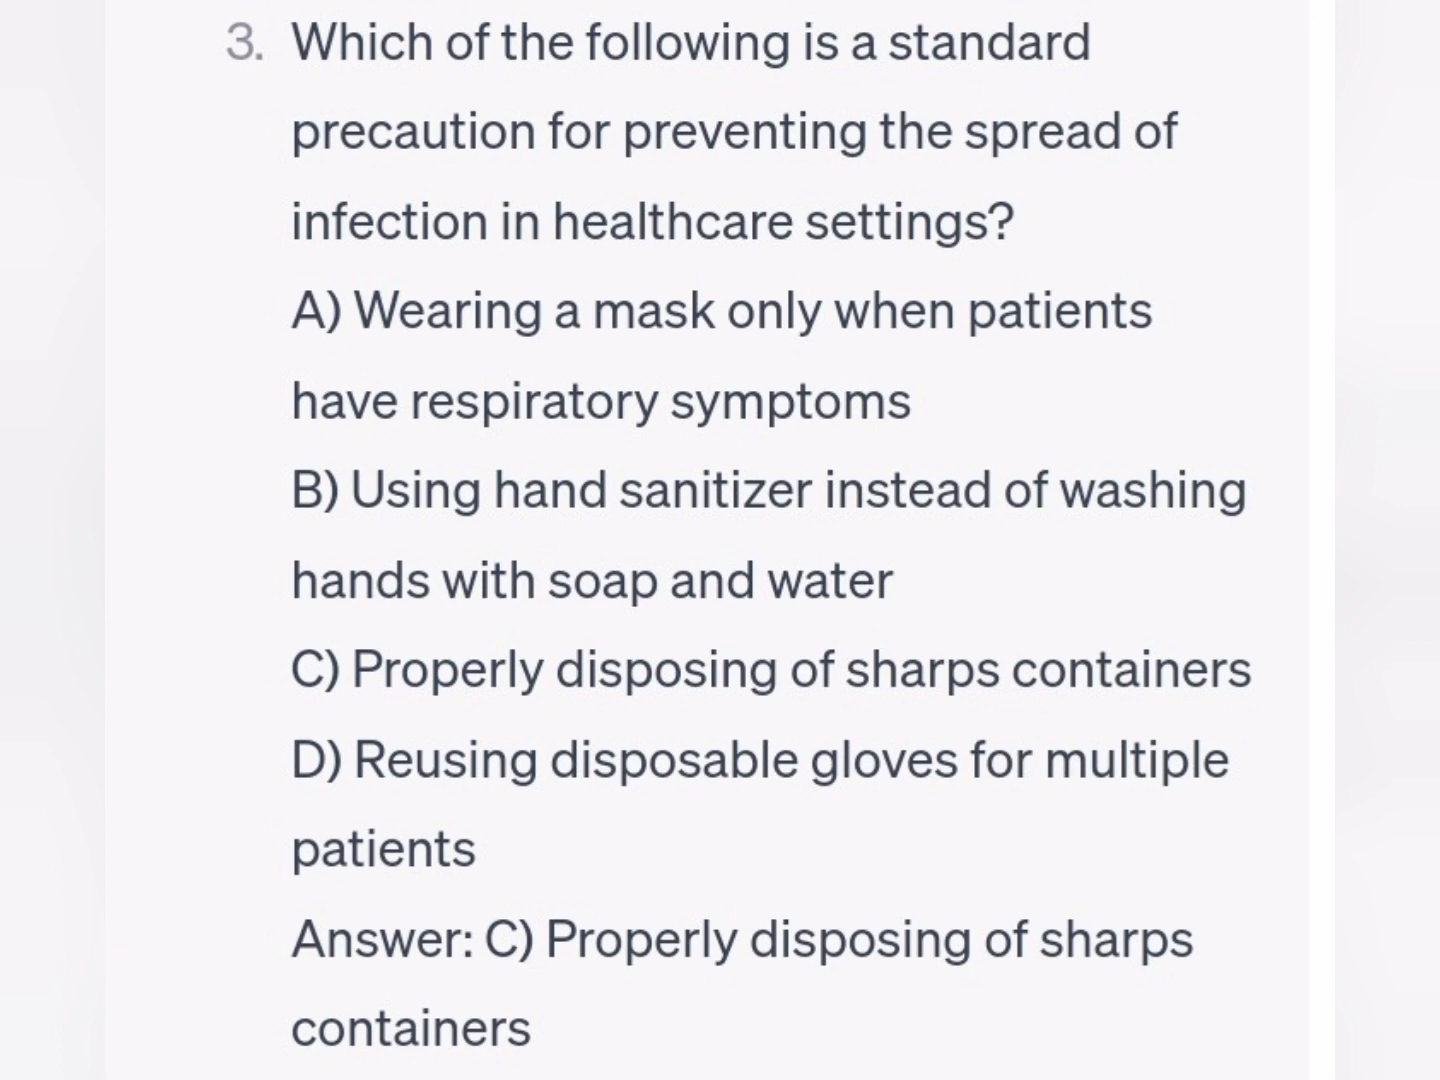 3. Which of the following is a standard
precaution for preventing the spread of
infection in healthcare settings?
A) Wearing a mask only when patients
have respiratory symptoms
B) Using hand sanitizer instead of washing
hands with soap and water
C) Properly disposing of sharps containers
D) Reusing disposable gloves for multiple
patients
Answer: C) Properly disposing of sharps
containers